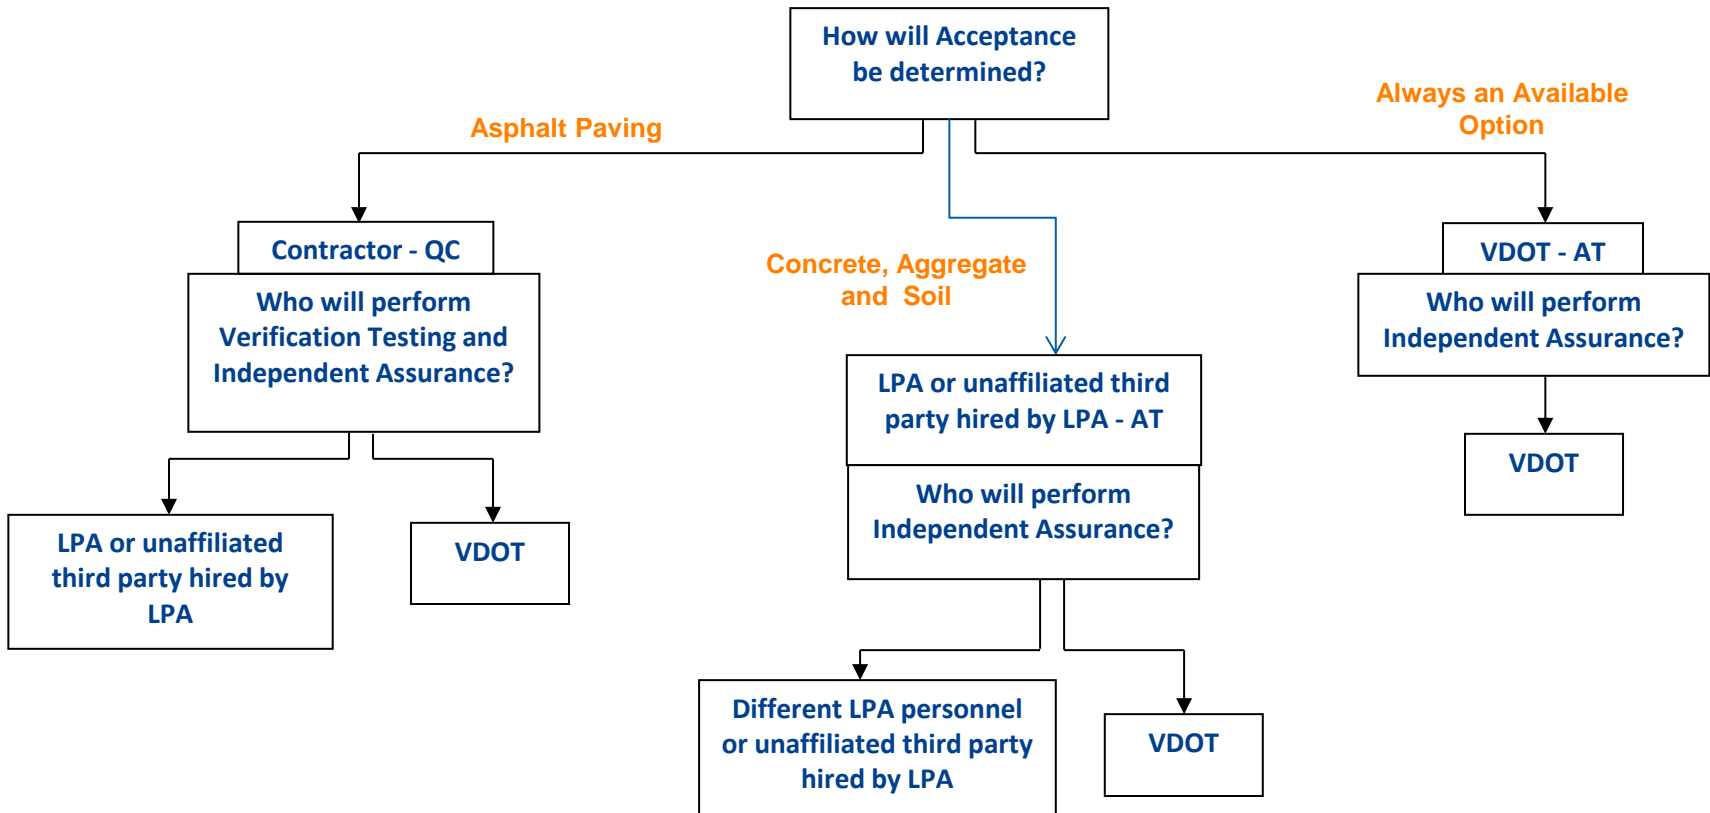 How will Acceptance
be determined?
Always an Available
Option
Asphalt Paving
Contractor - QC
Who will perform
Verification Testing and
Independent Assurance?
Concrete, Aggregate
and Soil
VDOT - AT
Who will perform
Independent Assurance?
LPA or unaffiliated third
party hired by LPA - AT
Who will perform
Independent Assurance?
VDOT
LPA or unaffiliated
third party hired by
LPA
VDOT
Different LPA personnel
or unaffiliated third party
hired by LPA
VDOT